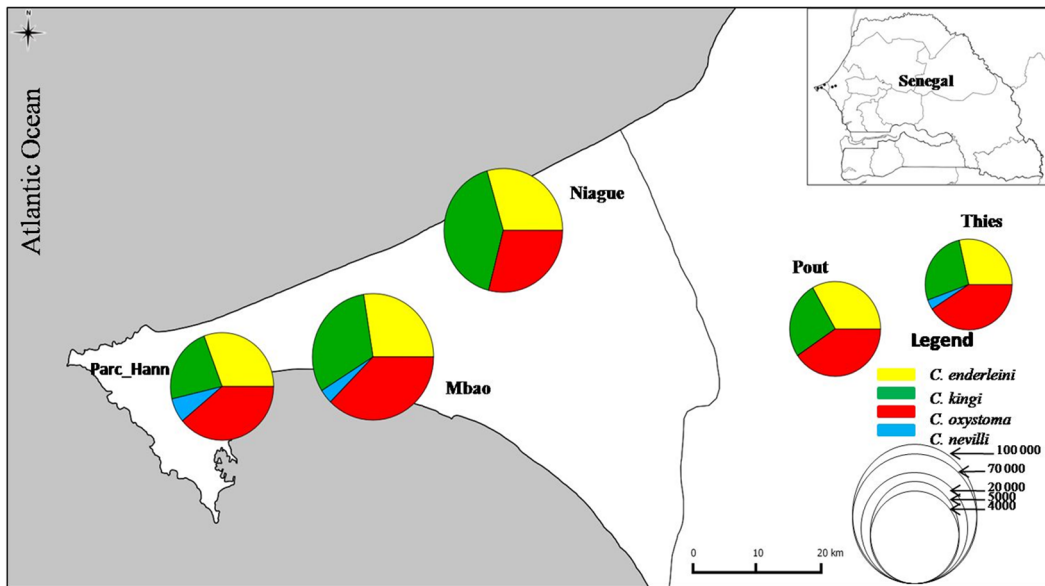 Atlantic Ocean
Senegal
Niague
Thies
Pout
Parc_Hann
Mbao
Legend
C. enderleini
C. kingi
C. oxystoma
C. nevilli
100 000
70 000
20 000
5000
4000
0 10 20 km